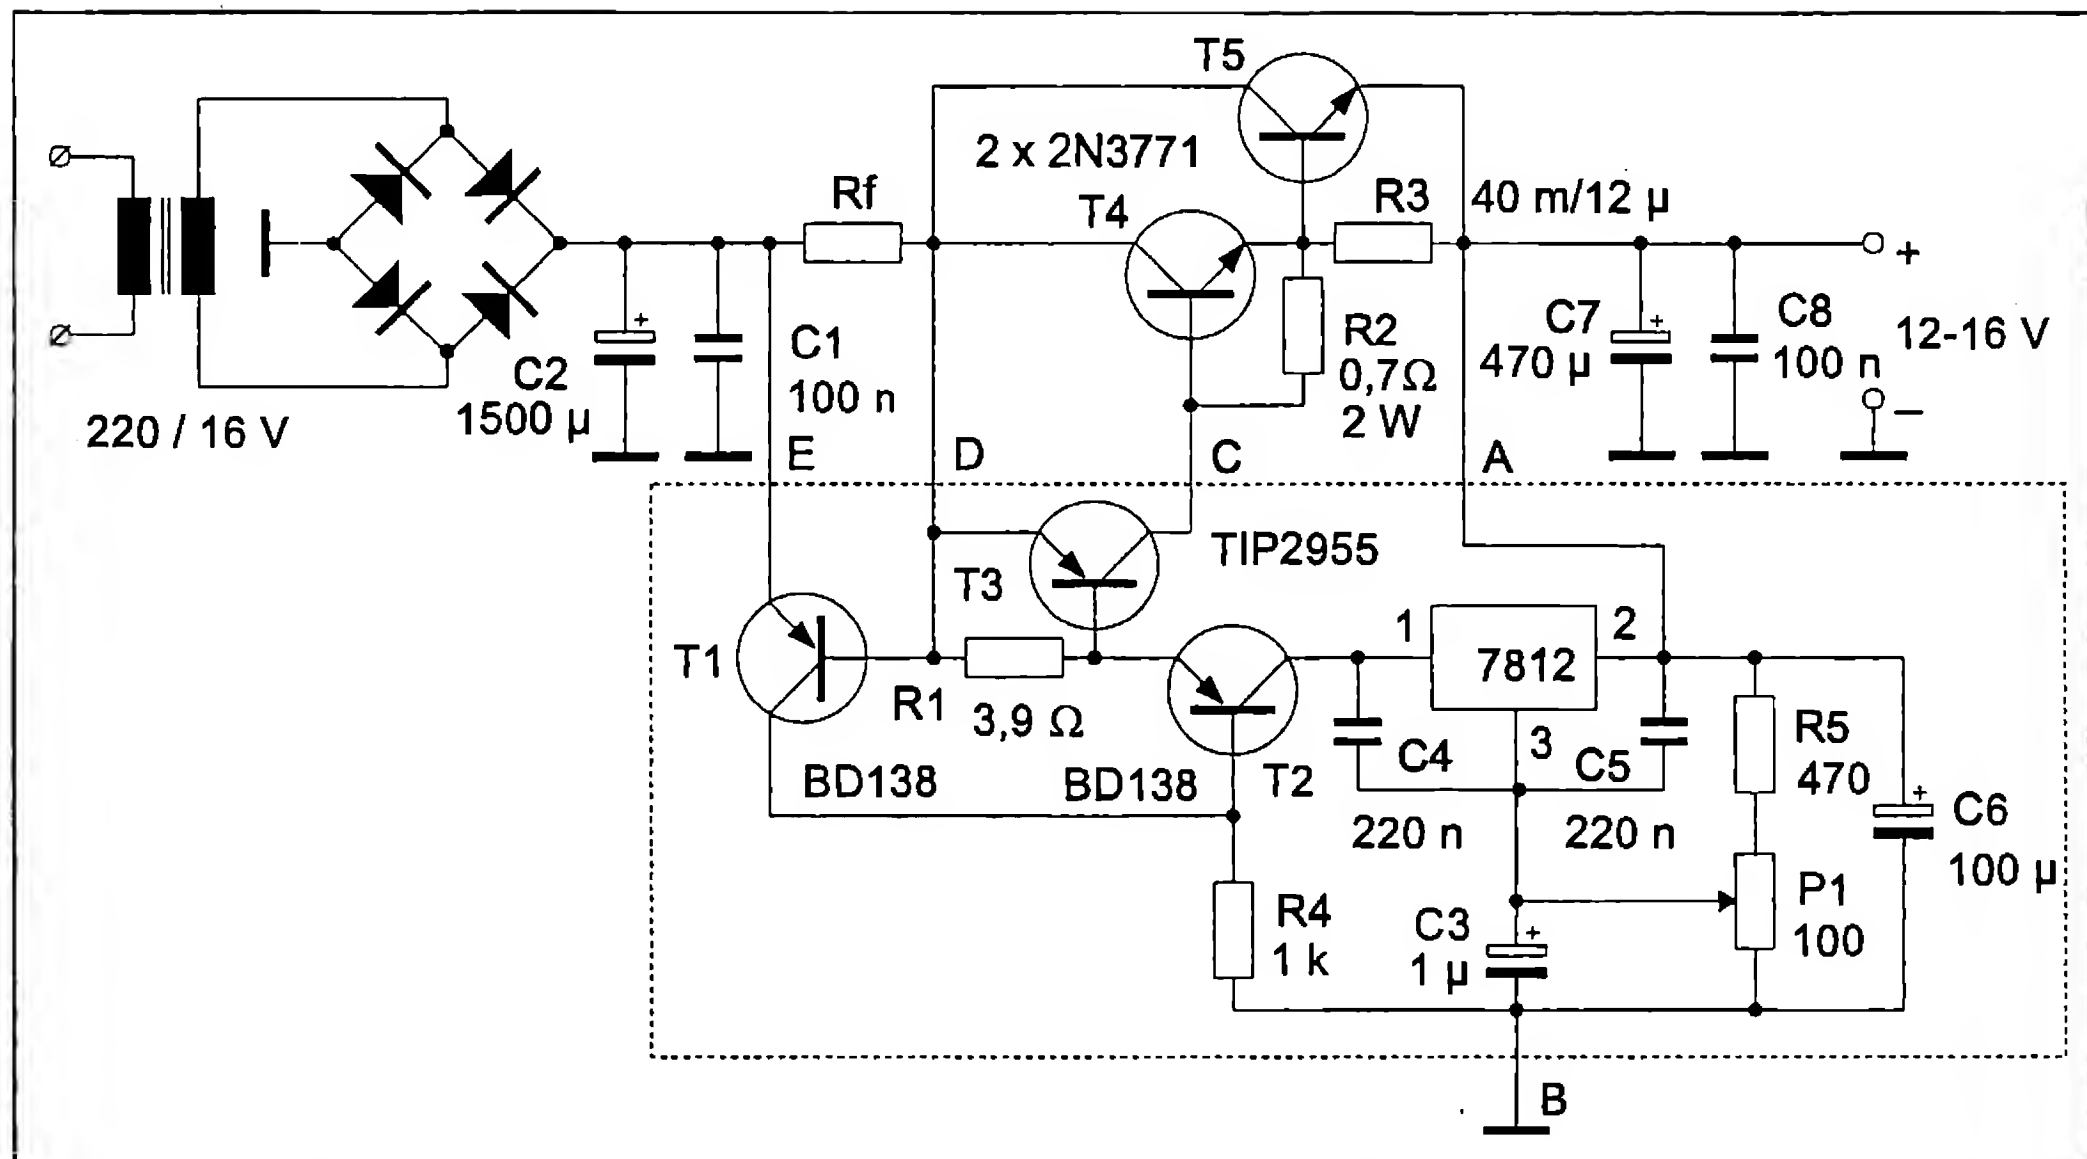 T5
2 x 2N3771
Rf
T4
R3
40 m/12 µ
+
+
R2
0,7Ω
2 W
C7
470 µ
+
C8
100 n
12-16 V
–
C2
1500 µ
+
C1
100 n
220 / 16 V
E
D
C
A
TIP2955
T3
T1
R1
3,9 Ω
1
7812
2
3
BD138
BD138
T2
C4
220 n
C5
220 n
R5
470
+
C6
100 µ
R4
1 k
C3
1 µ
+
P1
100
B